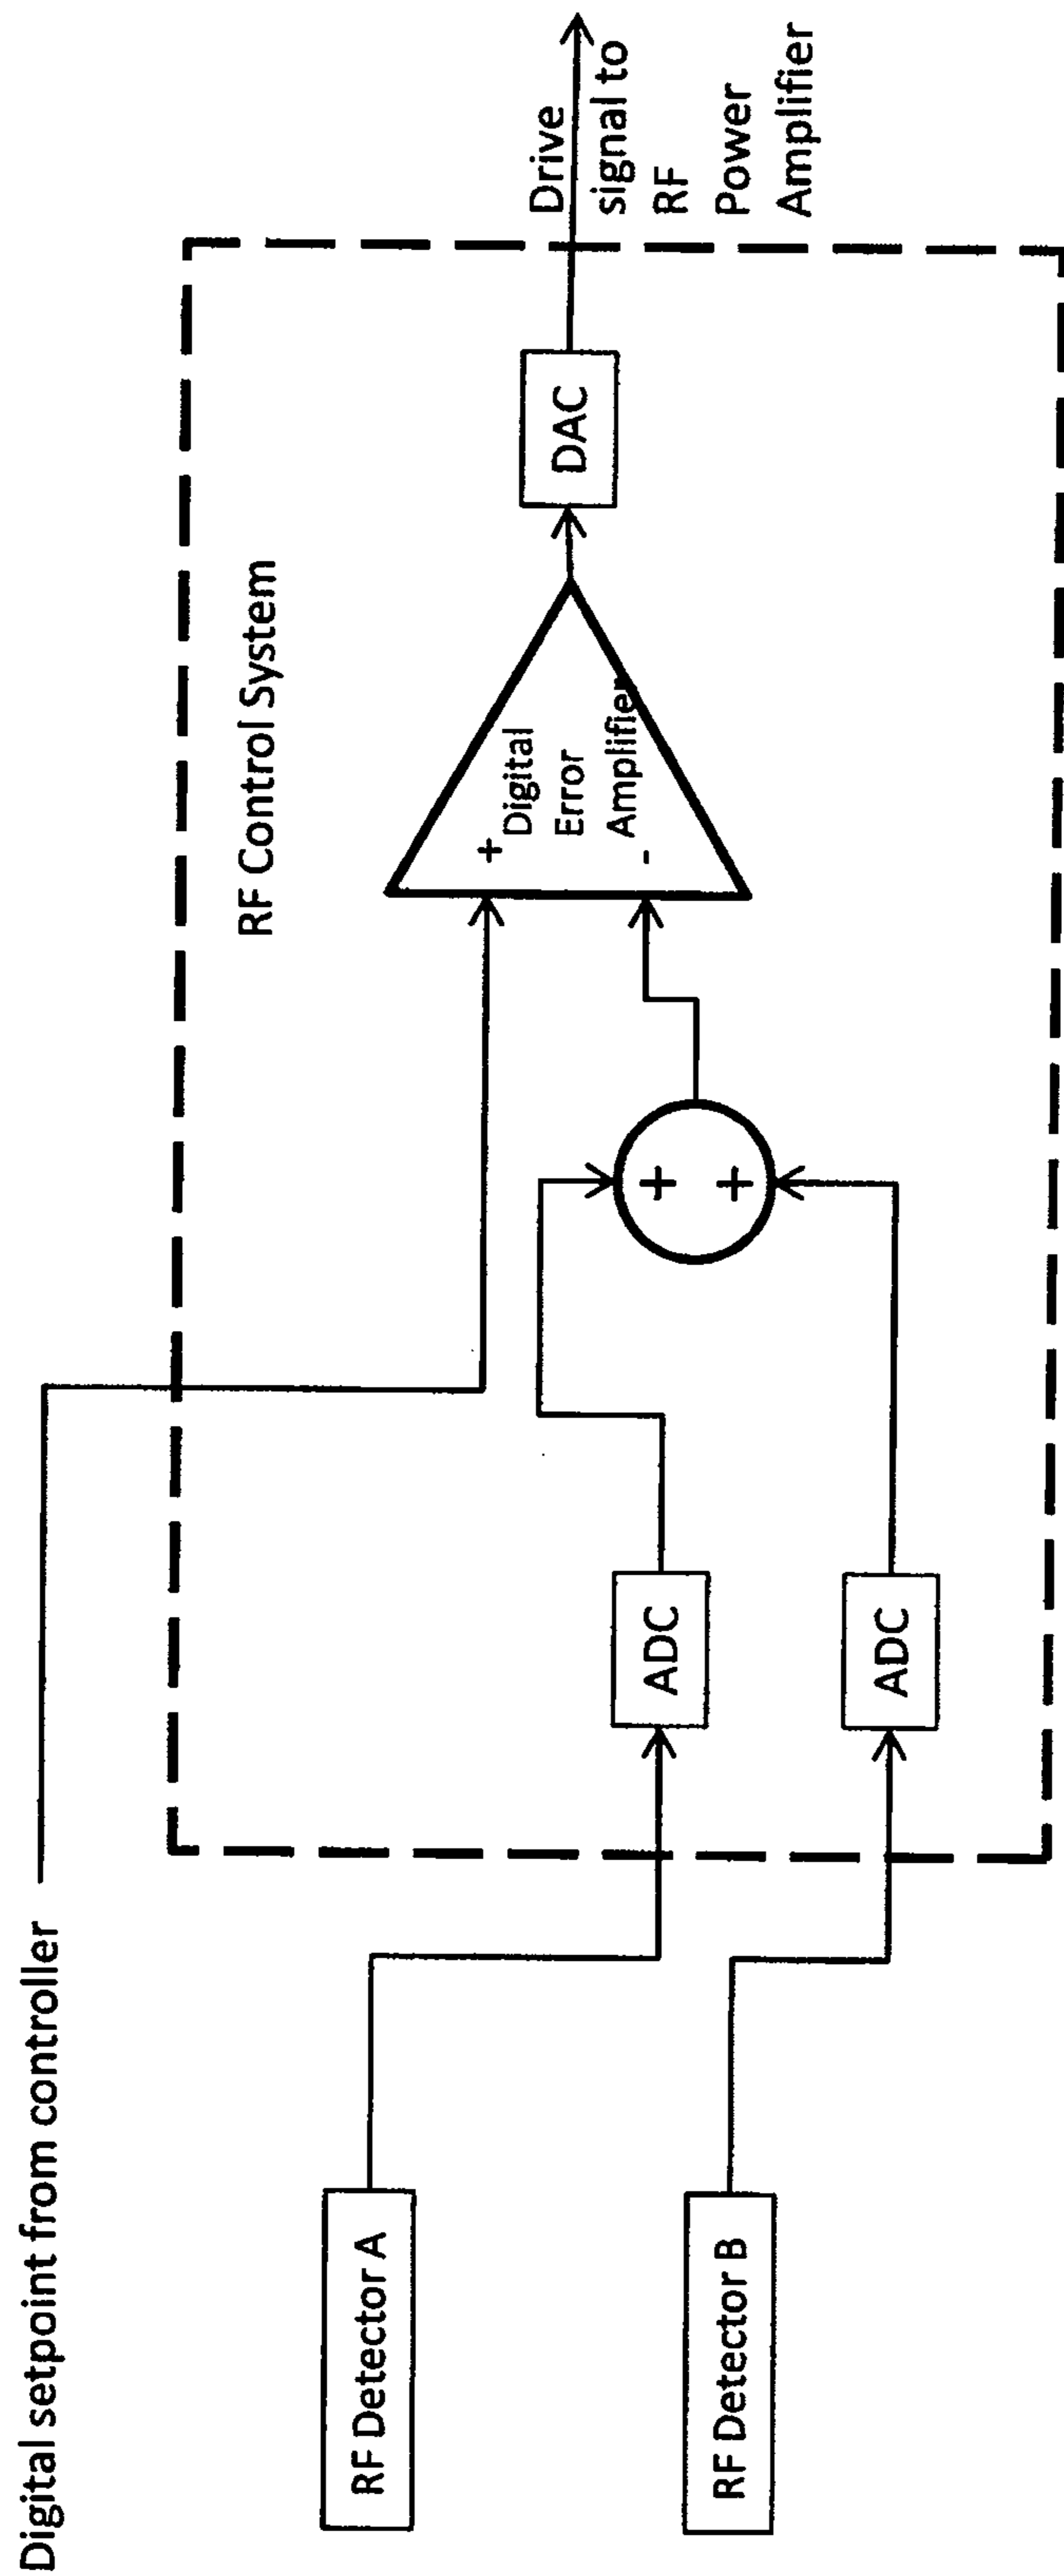 Digital setpoint from controller
RF Control System
RF Detector A
RF Detector B
ADC
ADC
+
+
+
Digital
Error
Amplifier
-
DAC
Drive
signal to
RF
Power
Amplifier